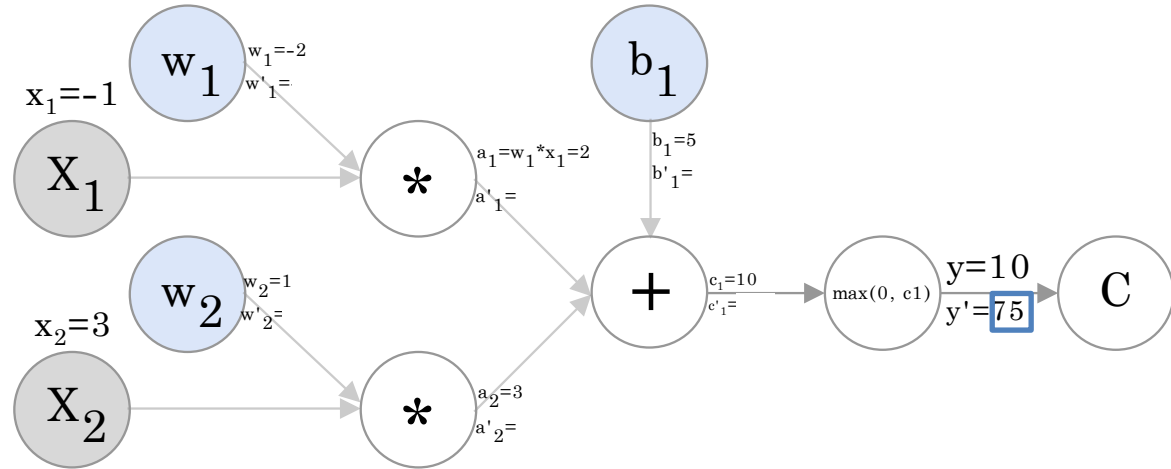 w₁
w₁=-2
w'₁=
x₁=-1
X₁
*
a₁=w₁*x₁=2
a'₁=
b₁
b₁=5
b'₁=
w₂
w₂=1
w'₂=
x₂=3
X₂
*
a₂=3
a'₂=
+
c₁=10
c'₁=
max(0, c1)
y=10
y'=75
C